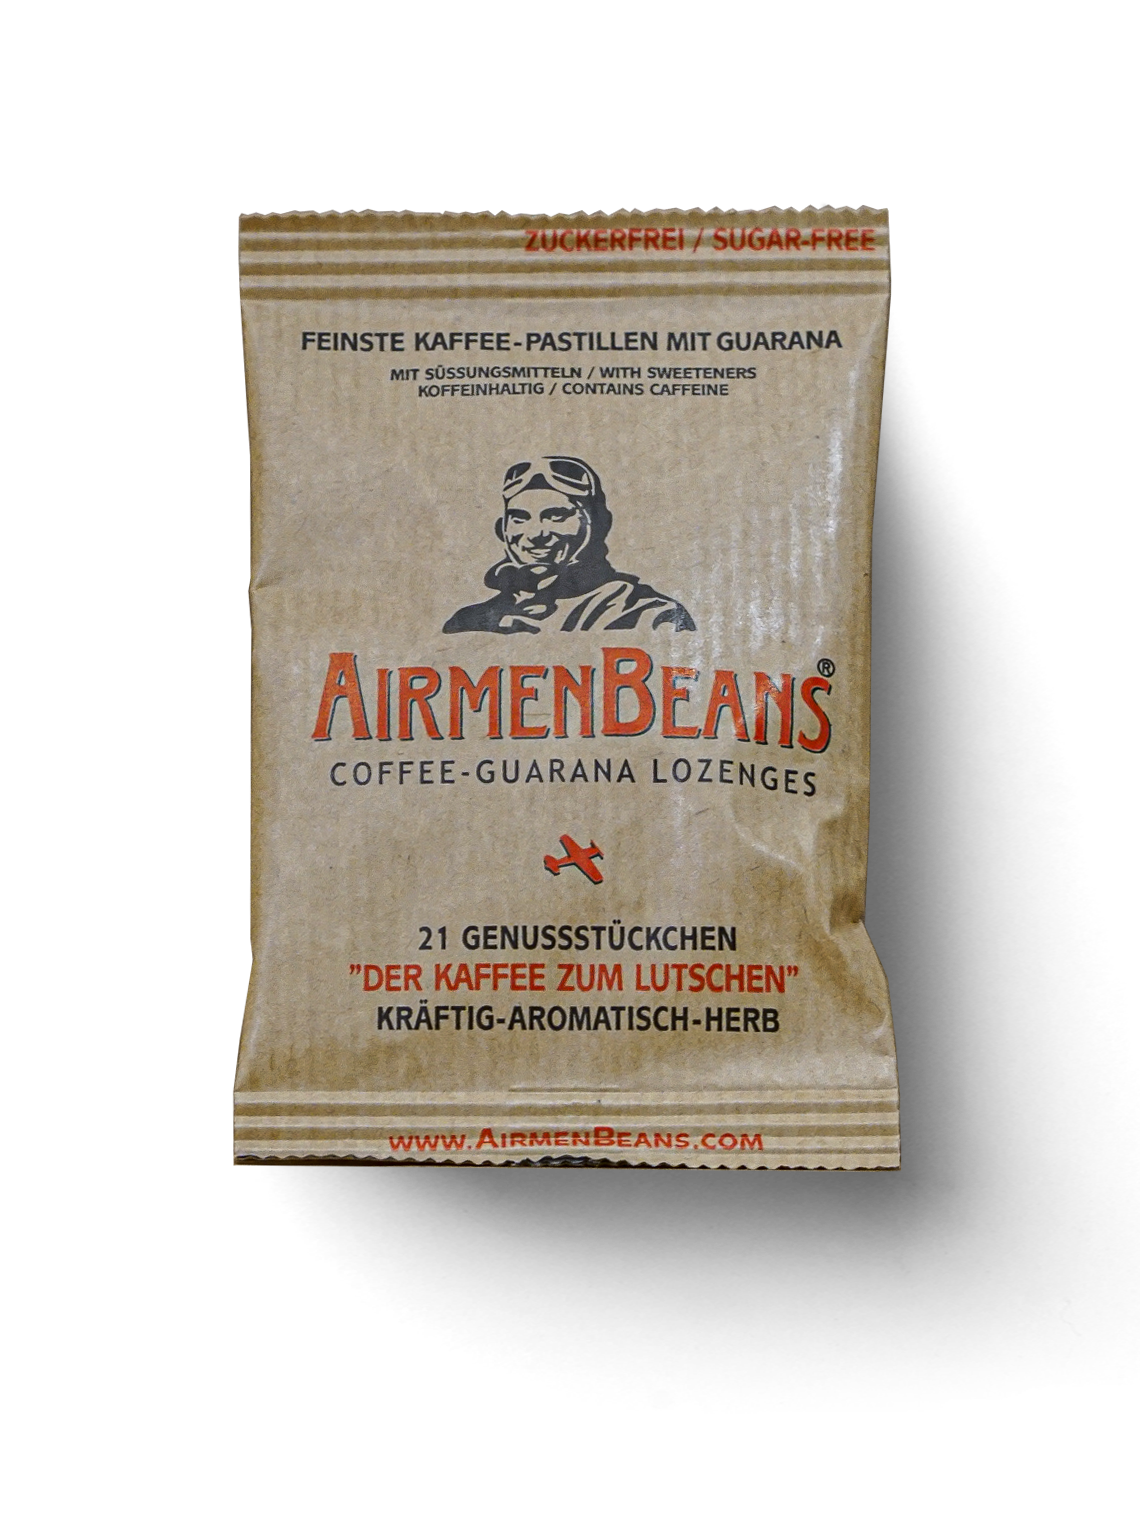 ZUCKERFREI / SUGAR-FREE
FEINSTE KAFFEE-PASTILLEN MIT GUARANA
MIT SÜSSUNGSMITTELN / WITH SWEETENERS
KOFFEINHALTIG / CONTAINS CAFFEINE
AIRMENBEANS®
COFFEE-GUARANA LOZENGES
21 GENUSSSTÜCKCHEN
”DER KAFFEE ZUM LUTSCHEN”
KRÄFTIG-AROMATISCH-HERB
WWW.AIRMENBEANS.COM